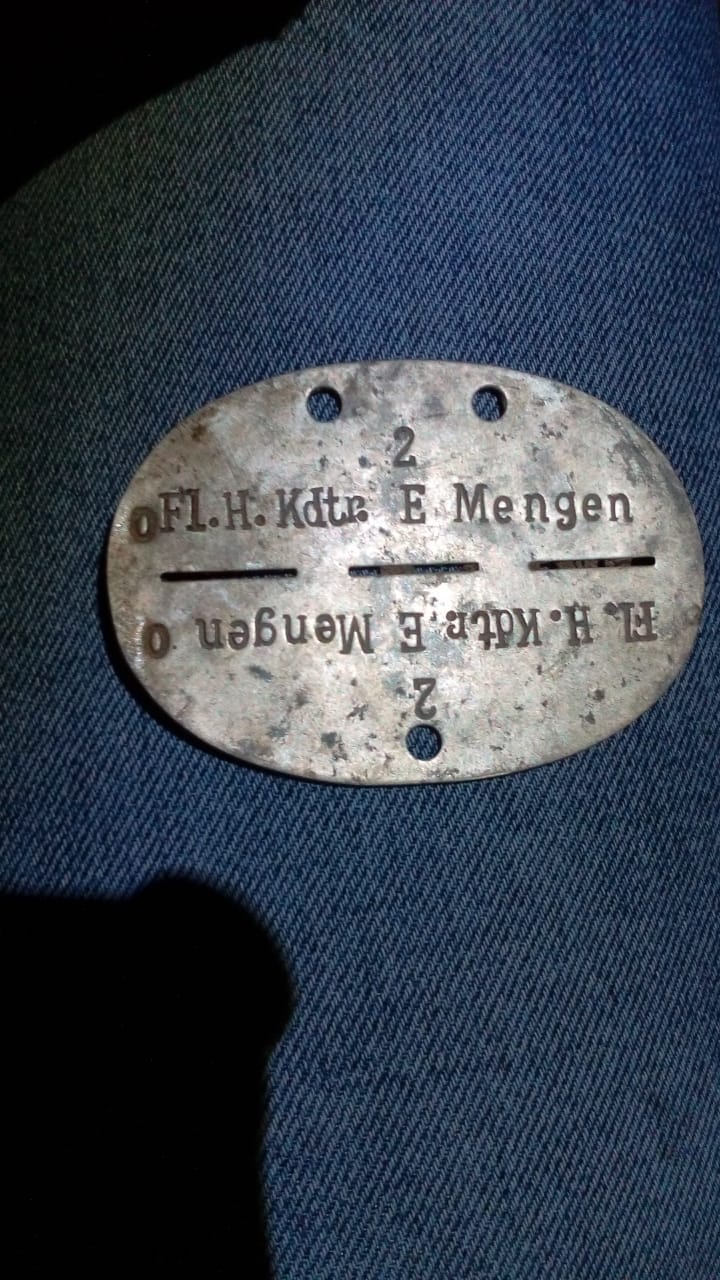 2
O Fl.H. Kdtr. E Mengen
Fl. H. Kdtr. E Mengen O
2